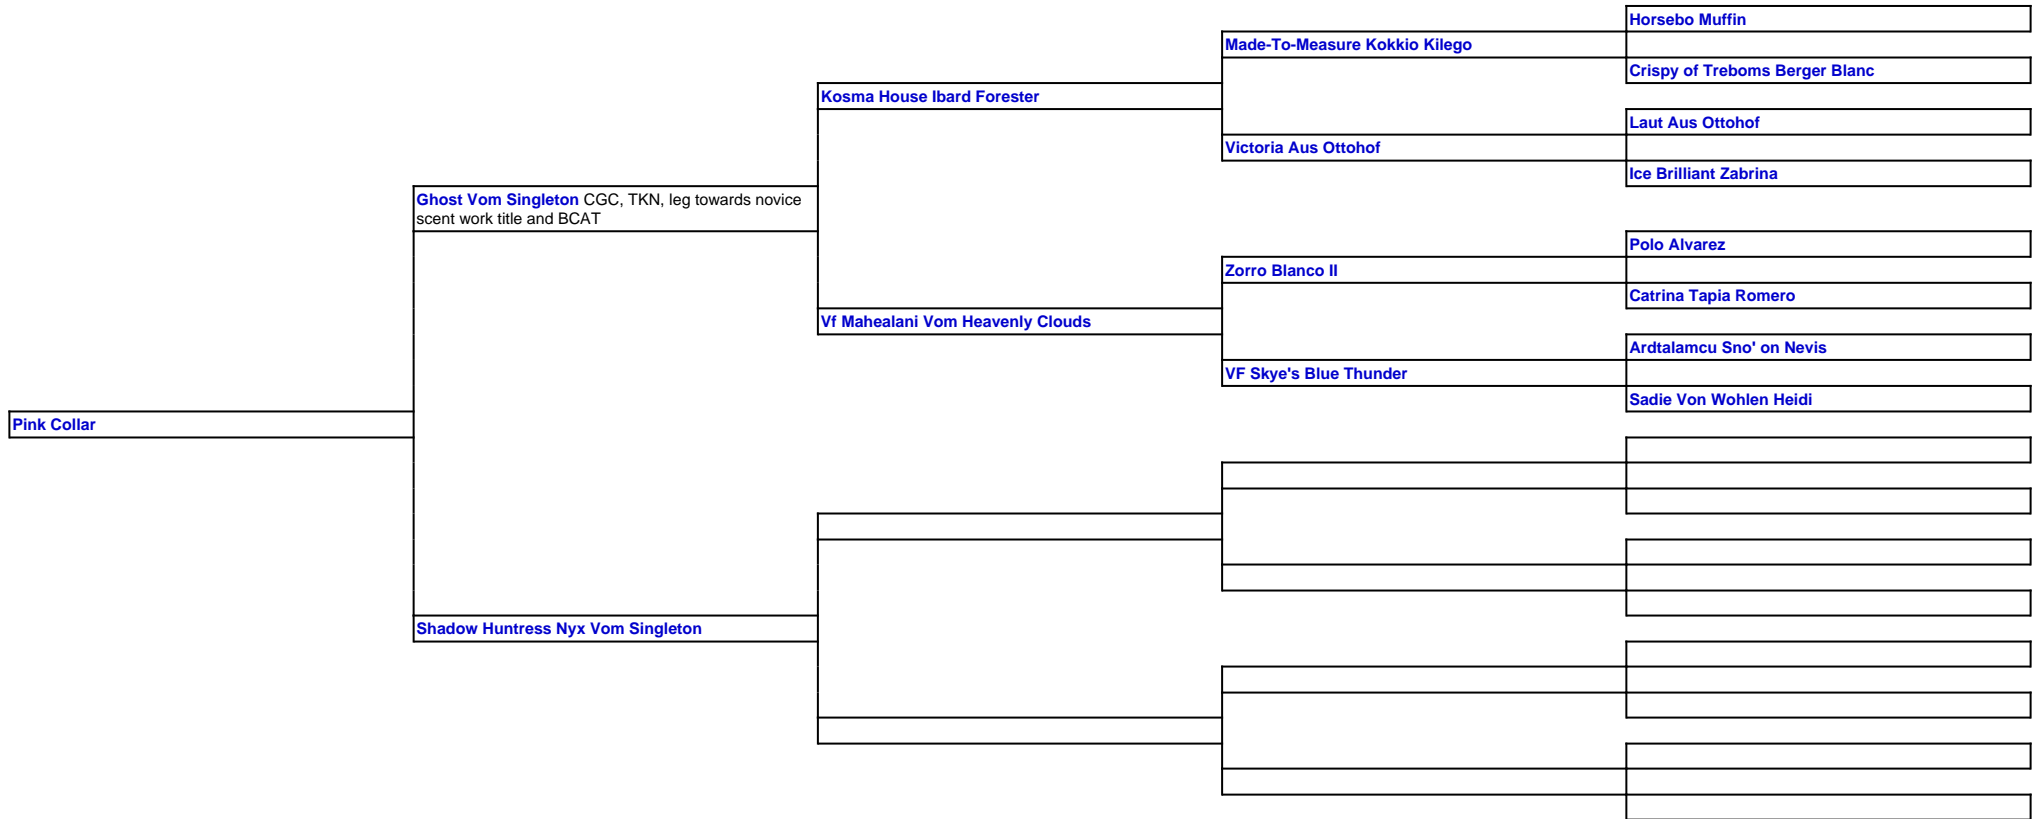 Horsebo Muffin
Made-To-Measure Kokkio Kilego
Crispy of Treboms Berger Blanc
Kosma House Ibard Forester
Laut Aus Ottohof
Victoria Aus Ottohof
Ice Brilliant Zabrina
Ghost Vom Singleton CGC, TKN, leg towards novice
scent work title and BCAT
Polo Alvarez
Zorro Blanco II
Catrina Tapia Romero
Vf Mahealani Vom Heavenly Clouds
Ardtalamcu Sno' on Nevis
VF Skye's Blue Thunder
Sadie Von Wohlen Heidi
Pink Collar
Shadow Huntress Nyx Vom Singleton